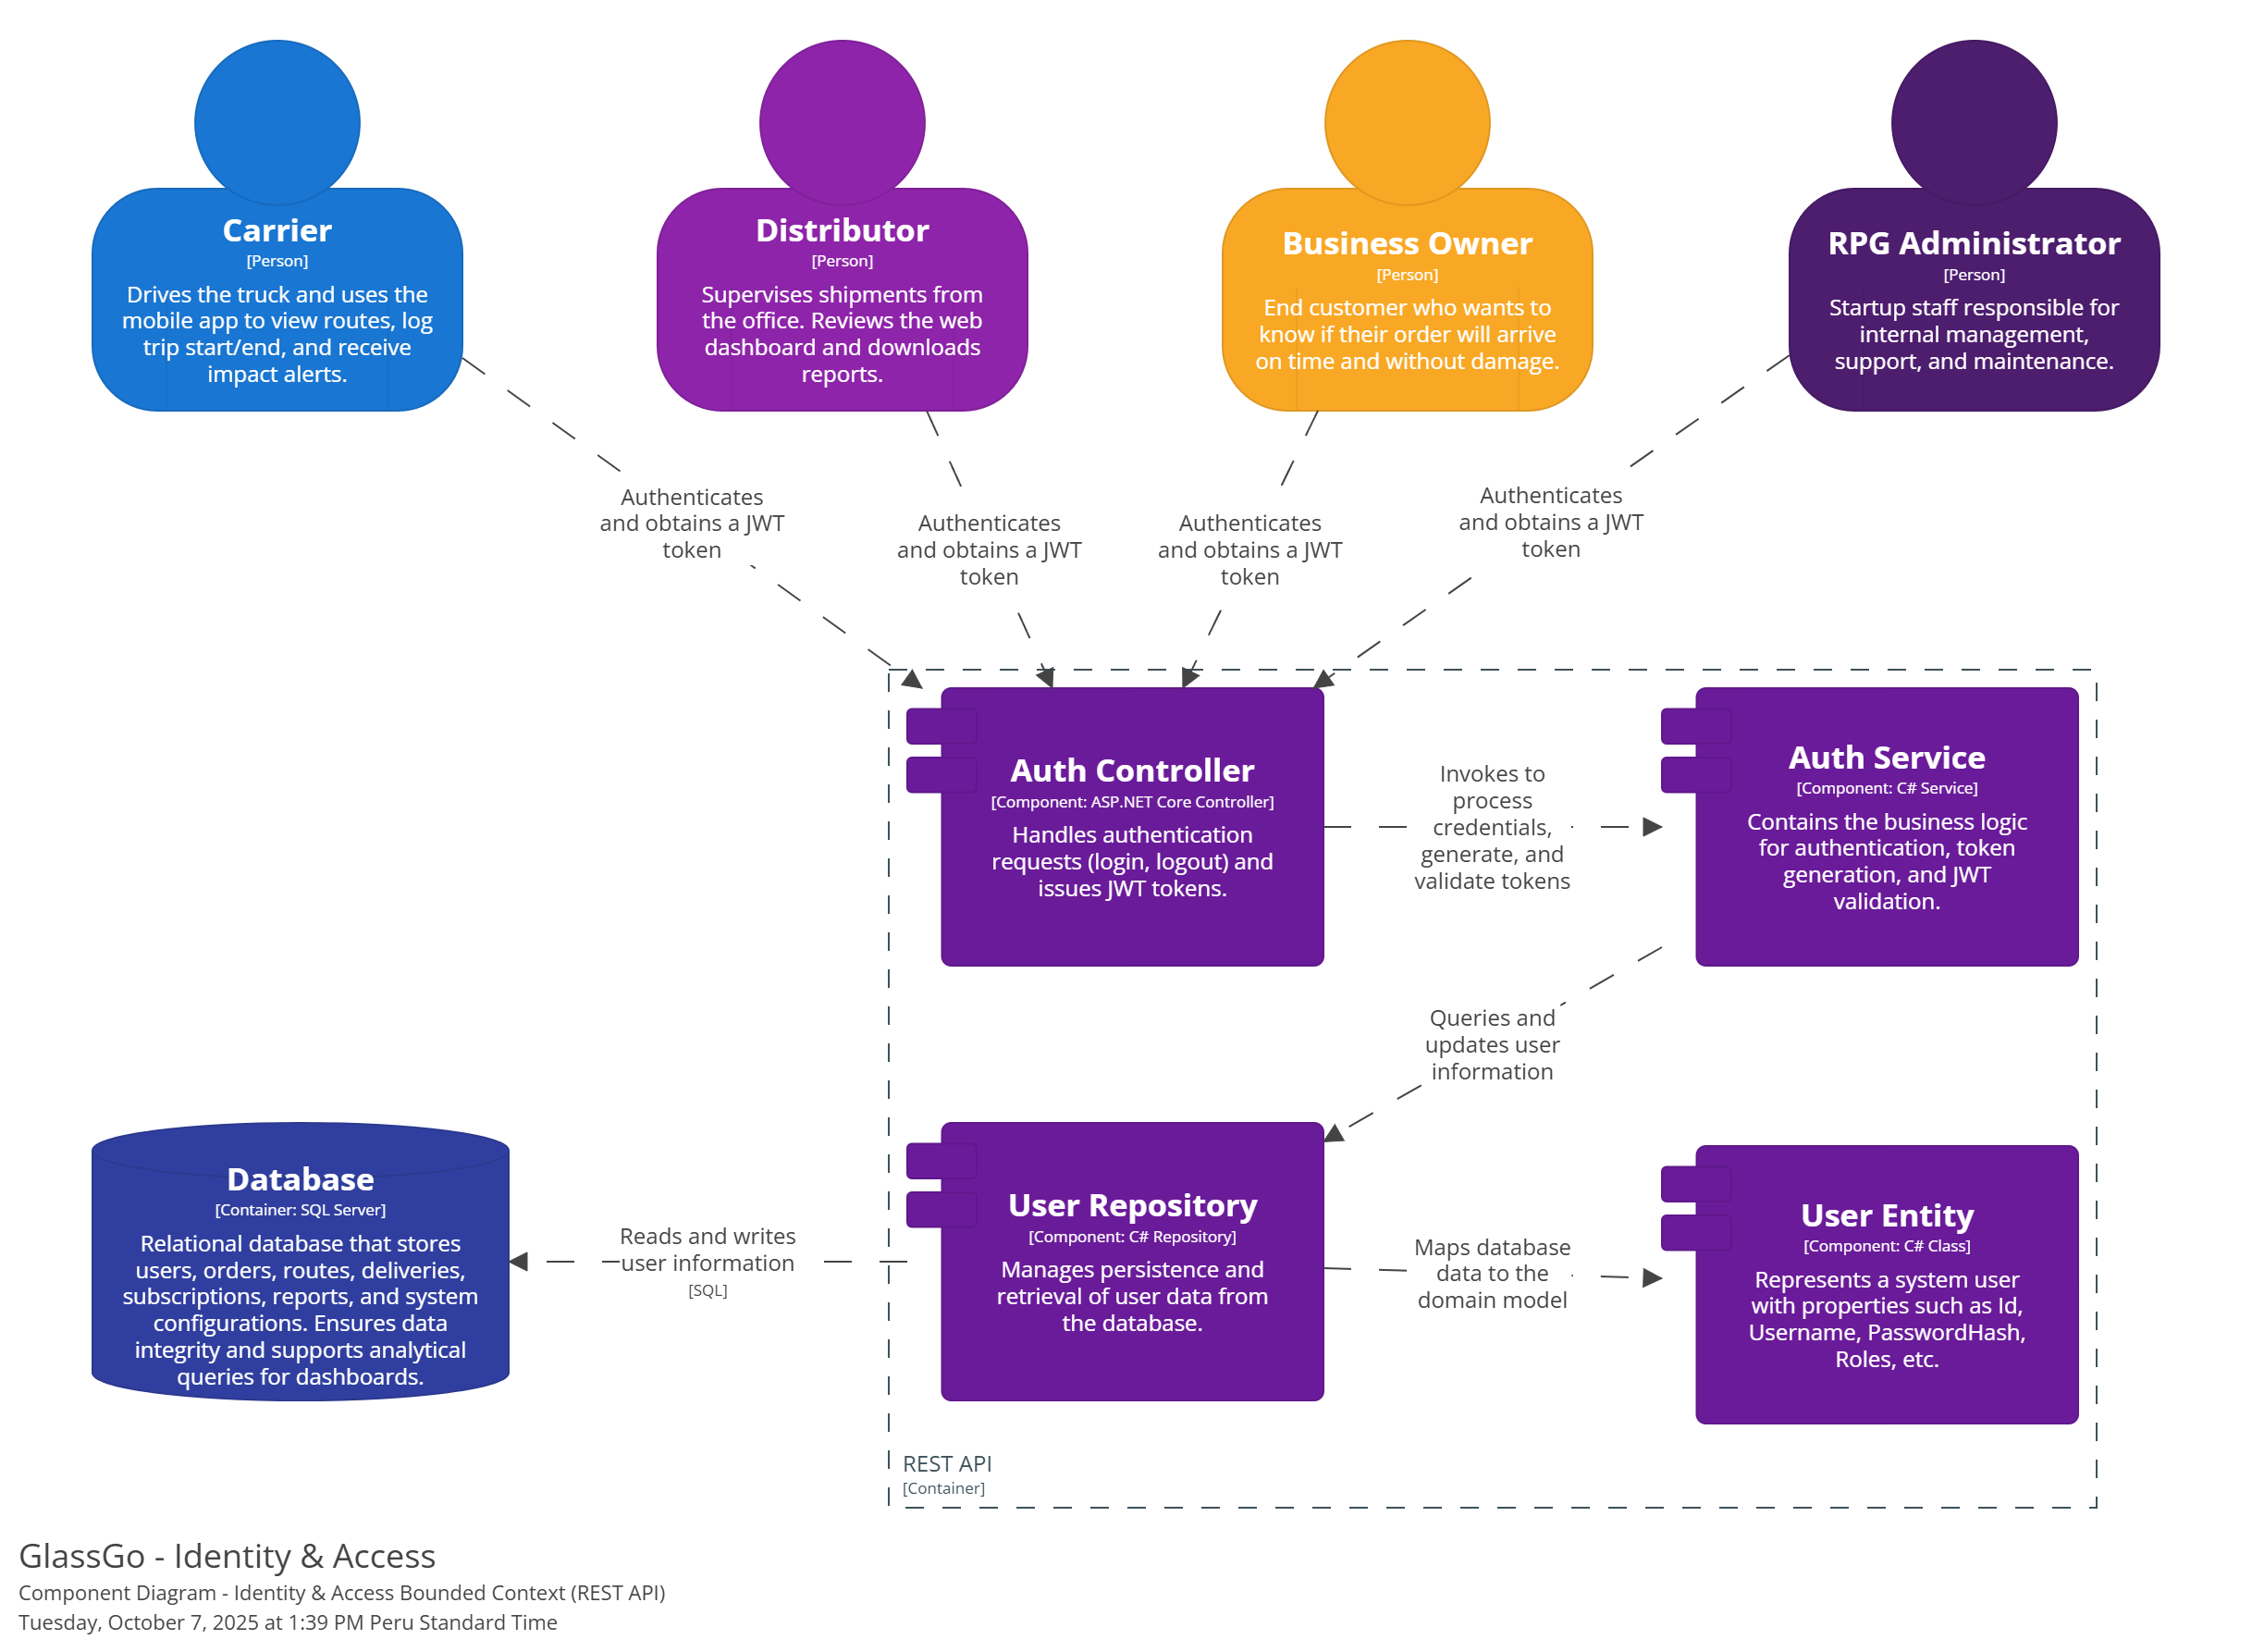 Carrier
[Person]
Drives the truck and uses the
mobile app to view routes, log
trip start/end, and receive
impact alerts.
Distributor
[Person]
Supervises shipments from
the office. Reviews the web
dashboard and downloads
reports.
Business Owner
[Person]
End customer who wants to
know if their order will arrive
on time and without damage.
RPG Administrator
[Person]
Startup staff responsible for
internal management,
support, and maintenance.
Authenticates
and obtains a JWT
token
Authenticates
and obtains a JWT
token
Authenticates
and obtains a JWT
token
Authenticates
and obtains a JWT
token
Auth Controller
[Component: ASP.NET Core Controller]
Handles authentication
requests (login, logout) and
issues JWT tokens.
Invokes to
process
credentials,
generate, and
validate tokens
Auth Service
[Component: C# Service]
Contains the business logic
for authentication, token
generation, and JWT
validation.
Queries and
updates user
information
Database
[Container: SQL Server]
Relational database that stores
users, orders, routes, deliveries,
subscriptions, reports, and system
configurations. Ensures data
integrity and supports analytical
queries for dashboards.
Reads and writes
user information
[SQL]
User Repository
[Component: C# Repository]
Manages persistence and
retrieval of user data from
the database.
Maps database
data to the
domain model
User Entity
[Component: C# Class]
Represents a system user
with properties such as Id,
Username, PasswordHash,
Roles, etc.
REST API
[Container]
GlassGo - Identity & Access
Component Diagram - Identity & Access Bounded Context (REST API)
Tuesday, October 7, 2025 at 1:39 PM Peru Standard Time